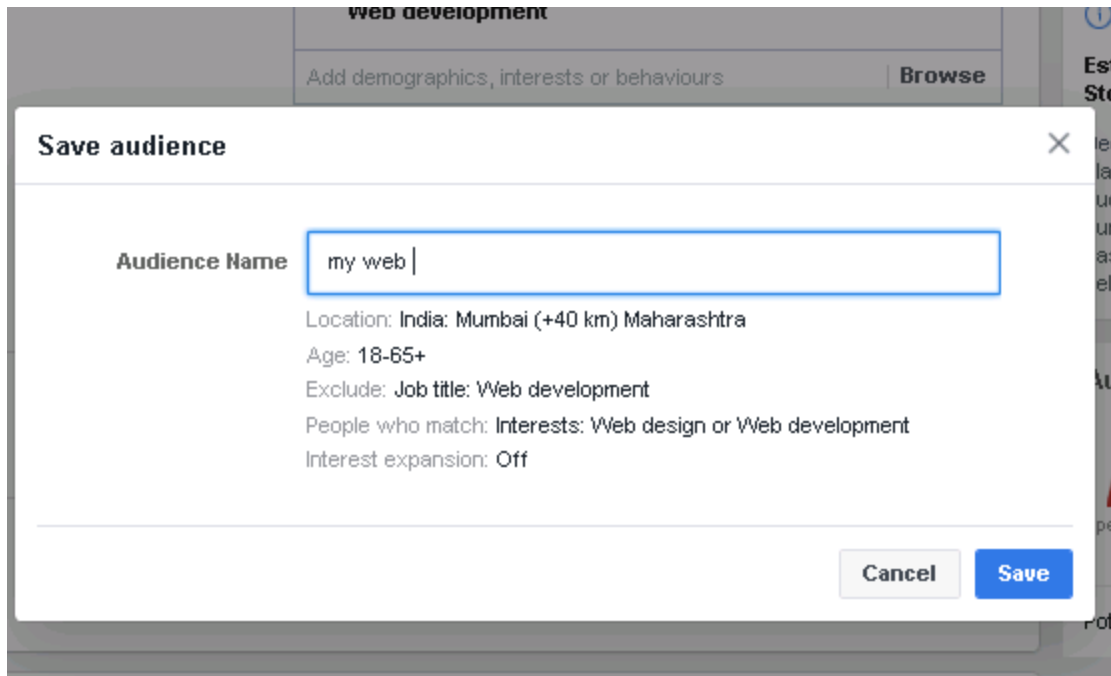 Web development
Add demographics, interests or behaviours
Browse
Save audience
Audience Name
my web
Location: India: Mumbai (+40 km) Maharashtra
Age: 18-65+
Exclude: Job title: Web development
People who match: Interests: Web design or Web development
Interest expansion: Off
Cancel
Save